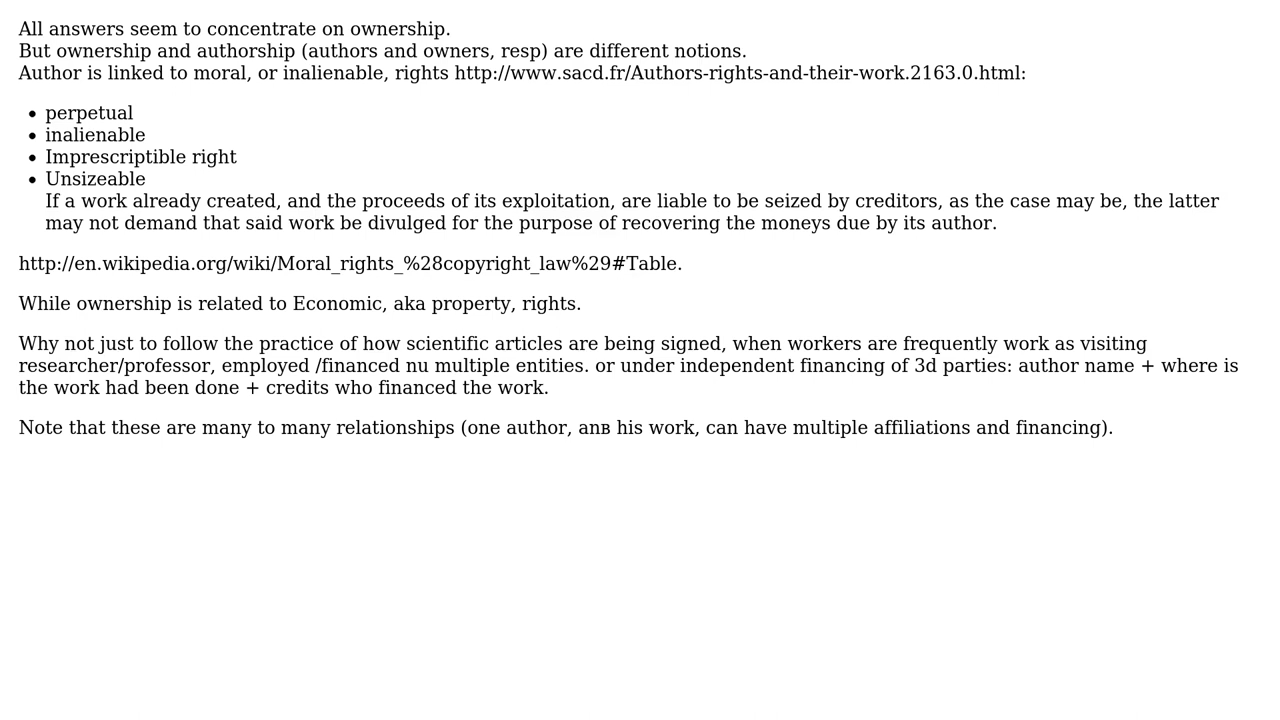 All answers seem to concentrate on ownership.
But ownership and authorship (authors and owners, resp) are different notions.
Author is linked to moral, or inalienable, rights http://www.sacd.fr/Authors-rights-and-their-work.2163.0.html:
• perpetual
• inalienable
• Imprescriptible right
• Unsizeable
If a work already created, and the proceeds of its exploitation, are liable to be seized by creditors, as the case may be, the latter
may not demand that said work be divulged for the purpose of recovering the moneys due by its author.
http://en.wikipedia.org/wiki/Moral_rights_%28copyright_law%29#Table.
While ownership is related to Economic, aka property, rights.
Why not just to follow the practice of how scientific articles are being signed, when workers are frequently work as visiting
researcher/professor, employed /financed nu multiple entities. or under independent financing of 3d parties: author name + where is
the work had been done + credits who financed the work.
Note that these are many to many relationships (one author, anв his work, can have multiple affiliations and financing).